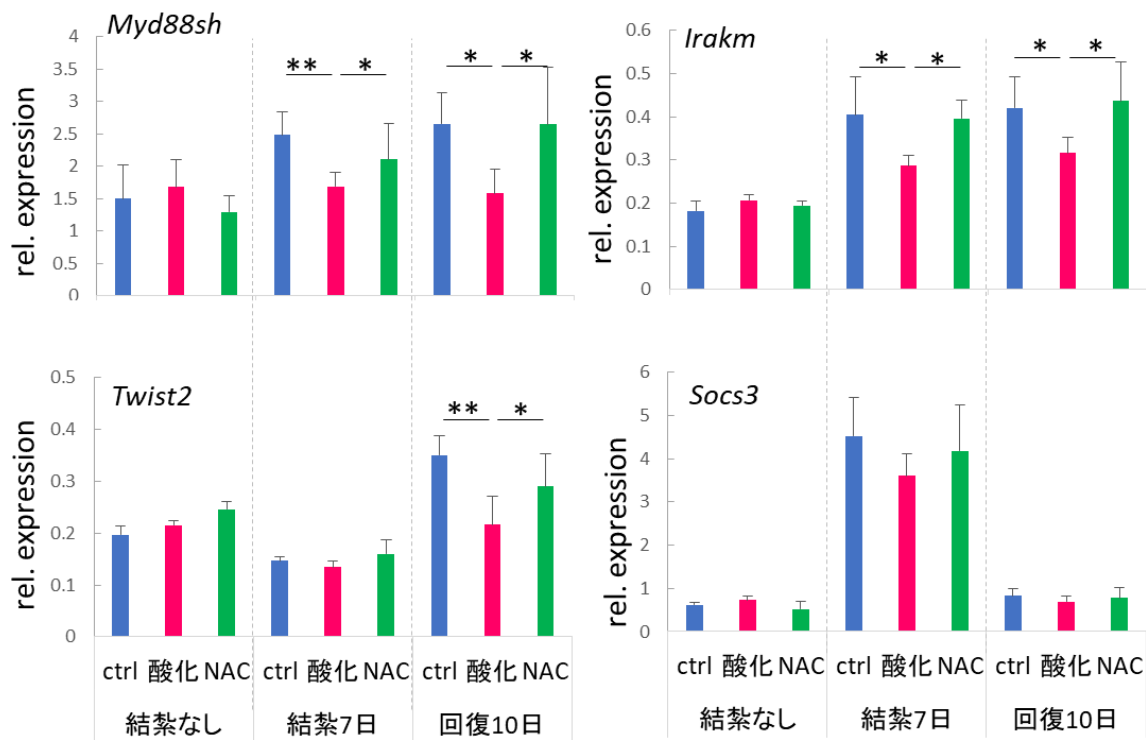 Myd88sh
rel. expression
4
3.5
3
2.5
2
1.5
1
0.5
0
** * * *
Irakm
rel. expression
0.6
0.5
0.4
0.3
0.2
0.1
0
* * * *
Twist2
rel. expression
0.5
0.4
0.3
0.2
0.1
0
** *
ctrl 酸化 NAC ctrl 酸化 NAC ctrl 酸化 NAC
結紮なし 結紮7日 回復10日
Socs3
rel. expression
6
5
4
3
2
1
0
ctrl 酸化 NAC ctrl 酸化 NAC ctrl 酸化 NAC
結紮なし 結紮7日 回復10日